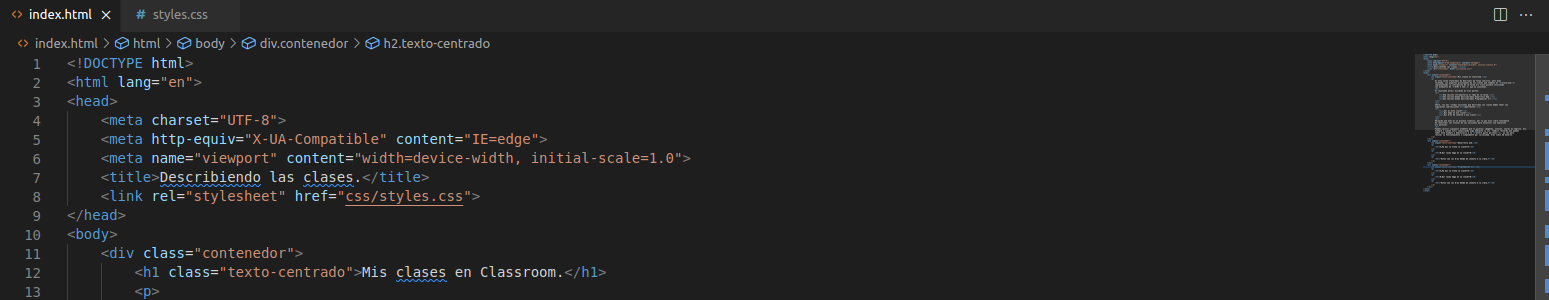 index.html
styles.css
index.html > html > body > div.contenedor > h2.texto-centrado
1 <!DOCTYPE html>
2 <html lang="en">
3 <head>
4 <meta charset="UTF-8">
5 <meta http-equiv="X-UA-Compatible" content="IE=edge">
6 <meta name="viewport" content="width=device-width, initial-scale=1.0">
7 <title>Describiendo las clases.</title>
8 <link rel="stylesheet" href="css/styles.css">
9 </head>
10 <body>
11 <div class="contenedor">
12 <h1 class="texto-centrado">Mis clases en Classroom.</h1>
13 <p>